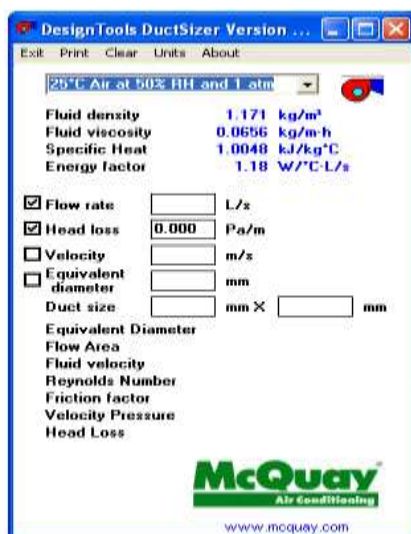 DesignTools DuctSizer Version ...
Exit Print Clear Units About
25°C Air at 50% RH and 1 atm
Fluid density 1.171 kg/m³
Fluid viscosity 0.0656 kg/m·h
Specific Heat 1.0048 kJ/kg°C
Energy factor 1.18 W/°C·L/s
Flow rate L/s
Head loss 0.000 Pa/m
Velocity m/s
Equivalent
diameter mm
Duct size mm X mm
Equivalent Diameter
Flow Area
Fluid velocity
Reynolds Number
Friction factor
Velocity Pressure
Head Loss
McQuay
Air Conditioning
www.mcquay.com